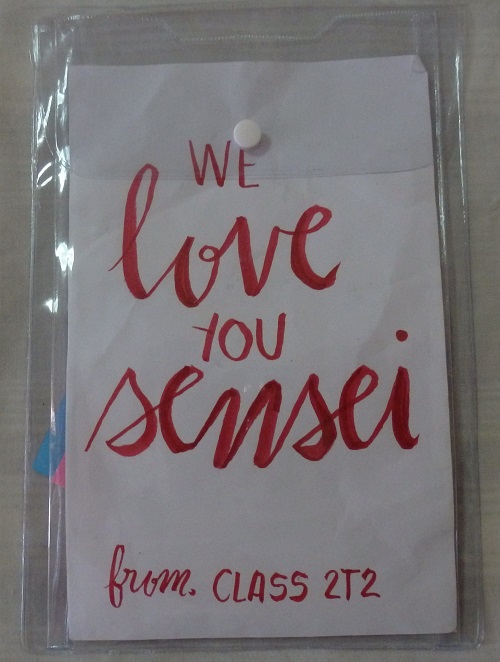 WE
love
YOU
sensei
from. CLASS 2T2